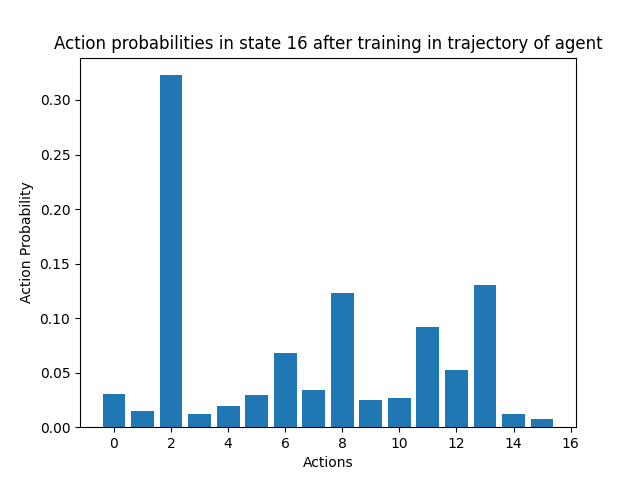 Action probabilities in state 16 after training in trajectory of agent
0.30
0.25
0.20
0.15
0.10
0.05
0.00
Action Probability
0 2 4 6 8 10 12 14 16
Actions